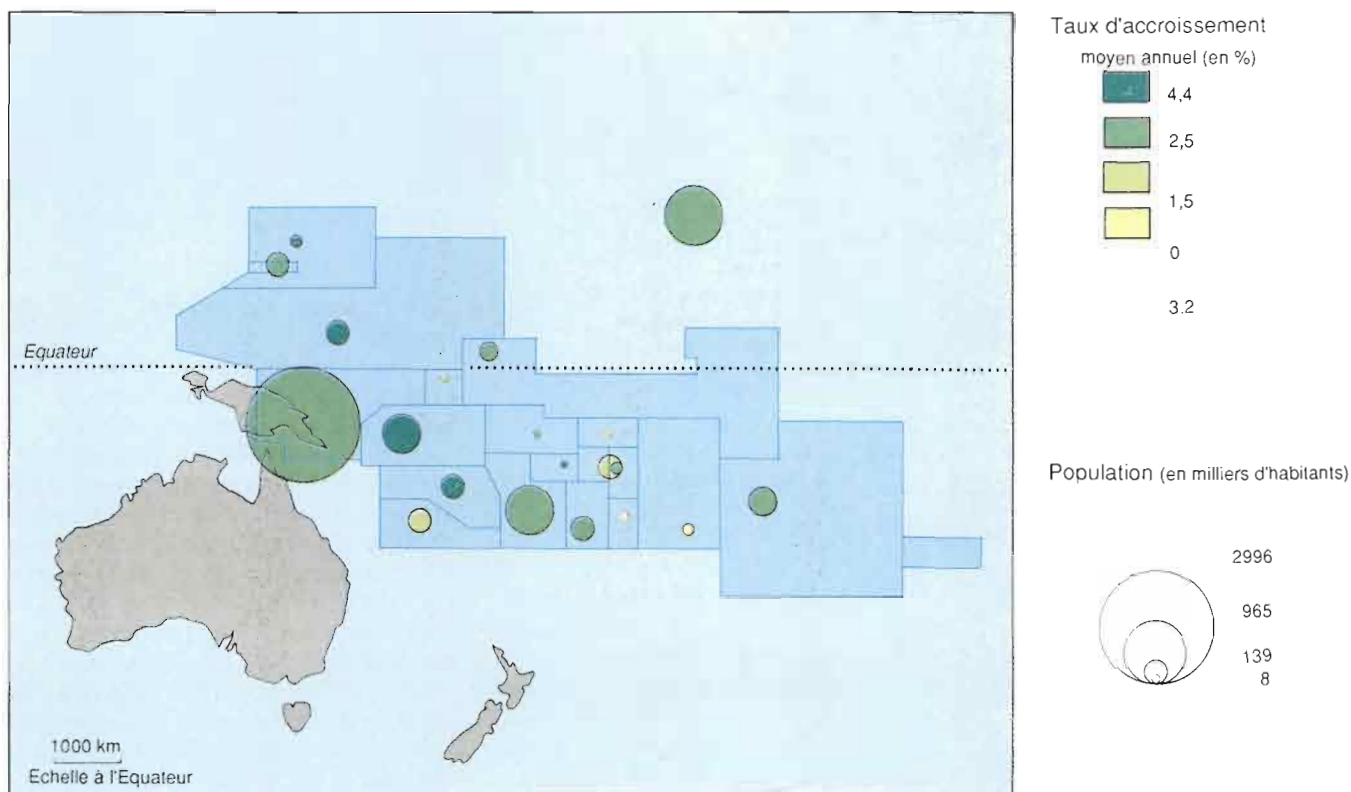 Taux d'accroissement
moyen annuel (en %)
4,4
2,5
1,5
0
3.2
Equateur
Population (en milliers d'habitants)
2996
965
139
8
1000 km
Echelle à l'Equateur